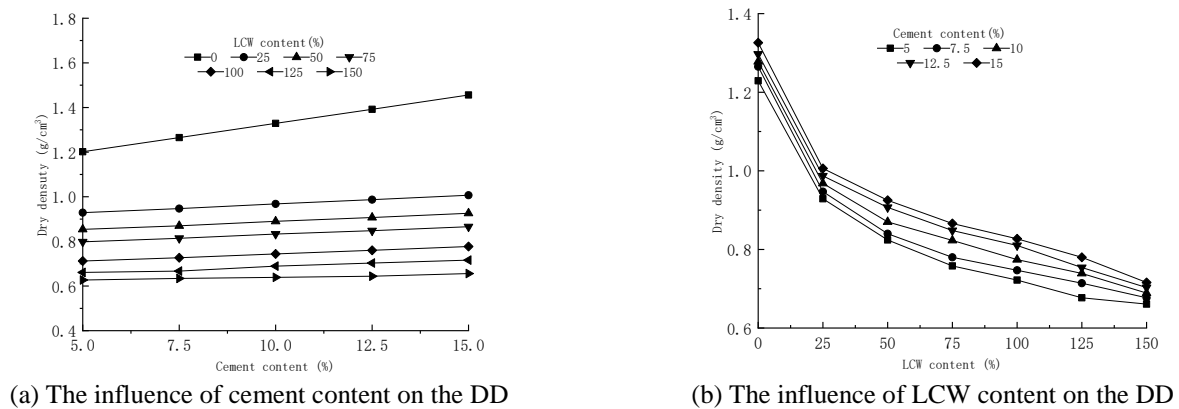 1.8
1.6
1.4
1.2
1.0
0.8
0.6
0.4
5.0 7.5 10.0 12.5 15.0
LCW content(%)
0 25 50 75
100 125 150
Dry densuty (g/cm³)
Cement content (%)
(a) The influence of cement content on the DD
1.4
1.2
1.0
0.8
0.6
0 25 50 75 100 125 150
Cement content(%)
5 7.5 10
12.5 15
Dry density (g/cm³)
LCW content(%)
(b) The influence of LCW content on the DD